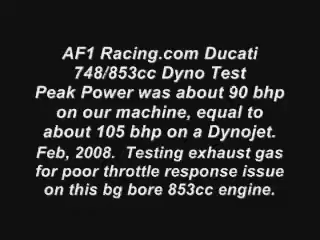 AF1 Racing.com Ducati
748/853cc Dyno Test
Peak Power was about 90 bhp
on our machine, equal to
about 105 bhp on a Dynojet.
Feb, 2008.  Testing exhaust gas
for poor throttle response issue
on this bg bore 853cc engine.